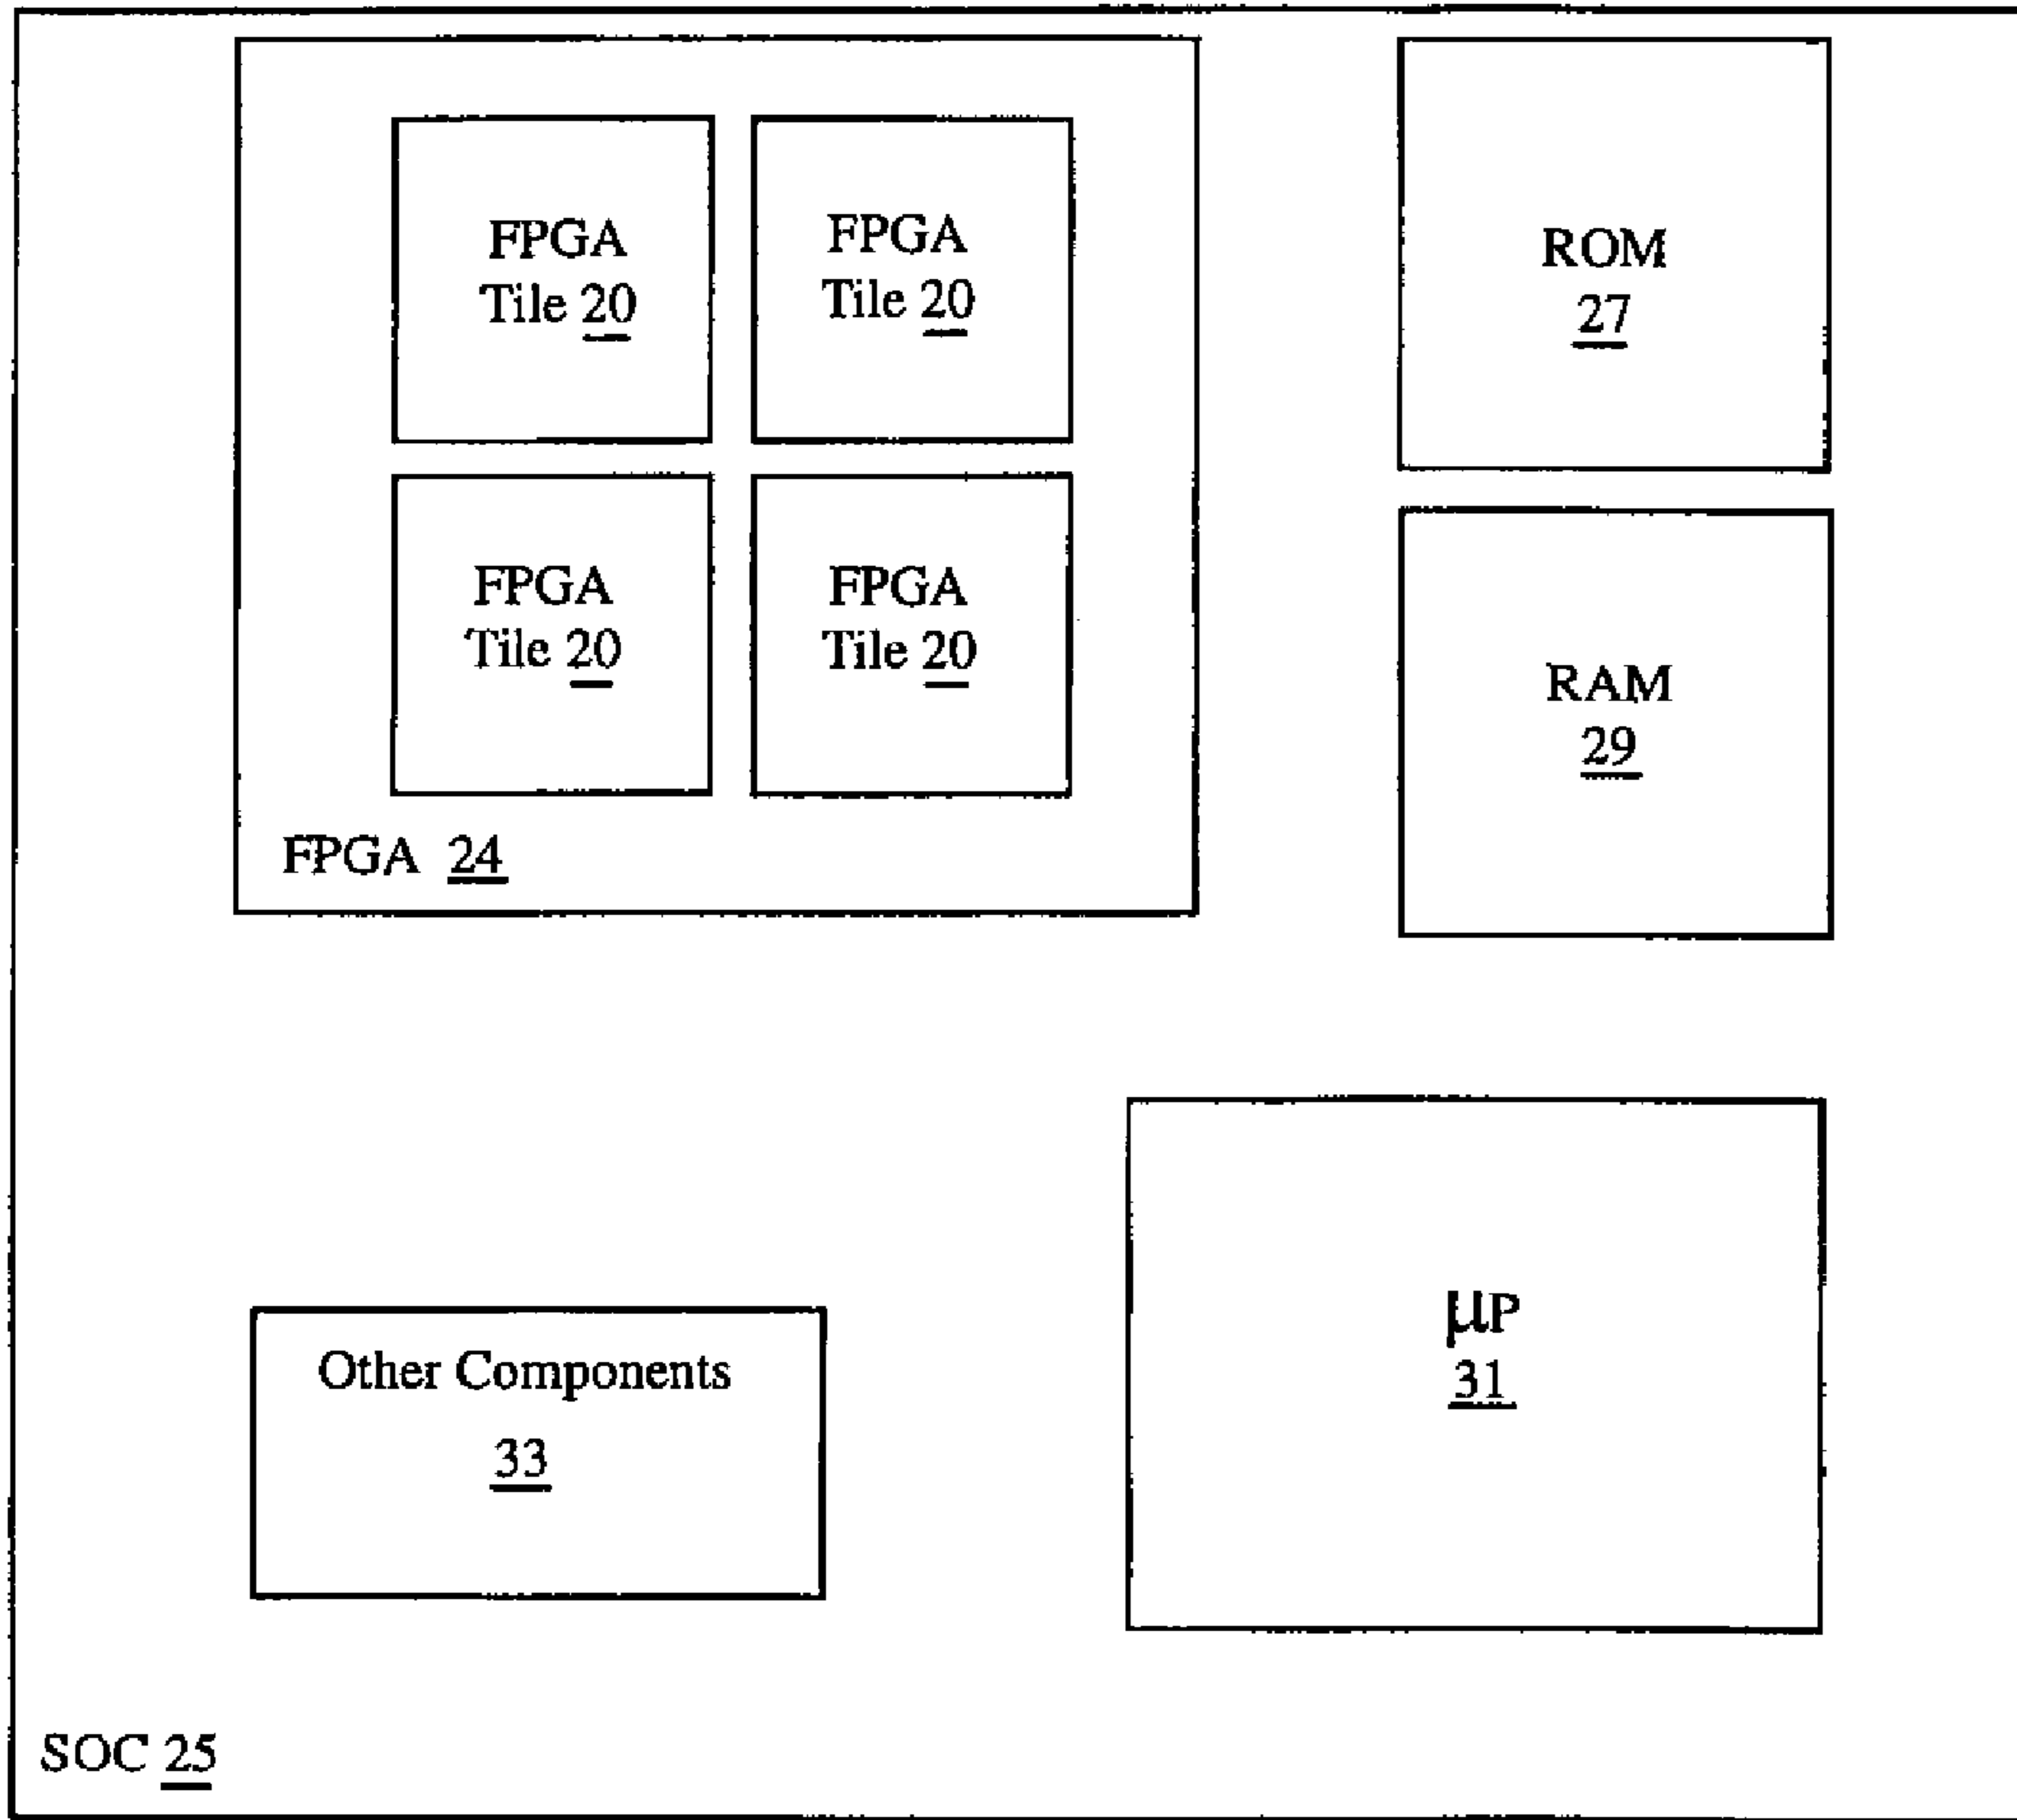 FPGA
Tile 20
FPGA
Tile 20
ROM
27
FPGA
Tile 20
FPGA
Tile 20
RAM
29
FPGA 24
µP
31
Other Components
33
SOC 25